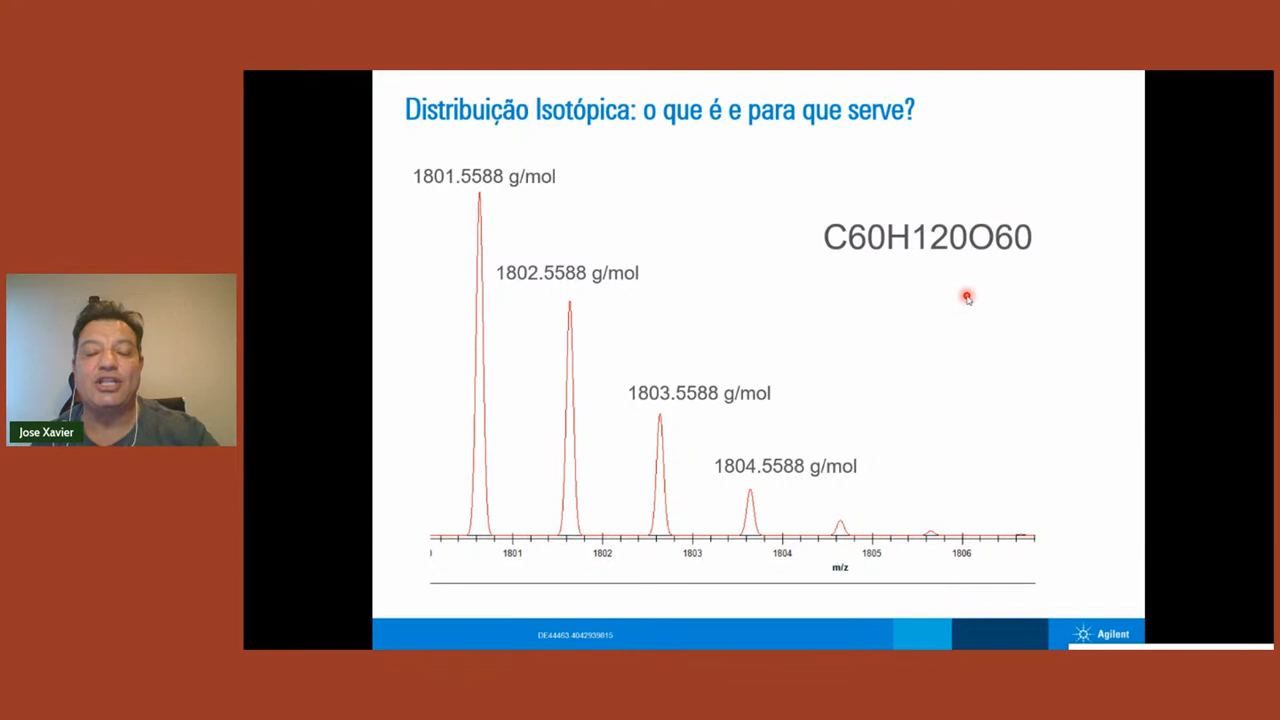 Distribuição Isotópica: o que é e para que serve?
1801.5588 g/mol
C60H120O60
1802.5588 g/mol
1803.5588 g/mol
1804.5588 g/mol
1801 1802 1803 1804 1805 1806
m/z
Jose Xavier
DE44463.4042939815
Agilent